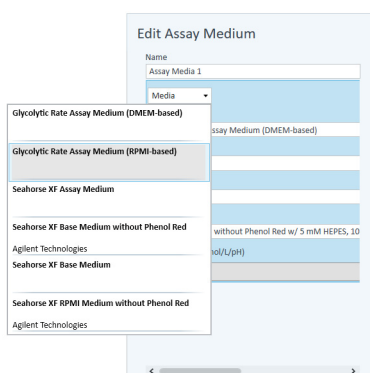 Edit Assay Medium
Name
Assay Media 1
Media
Glycolytic Rate Assay Medium (DMEM-based)
ssay Medium (DMEM-based)
Glycolytic Rate Assay Medium (RPMI-based)
Seahorse XF Assay Medium
Seahorse XF Base Medium without Phenol Red
without Phenol Red w/ 5 mM HEPES, 10
Agilent Technologies
ol/L/pH)
Seahorse XF Base Medium
Seahorse XF RPMI Medium without Phenol Red
Agilent Technologies